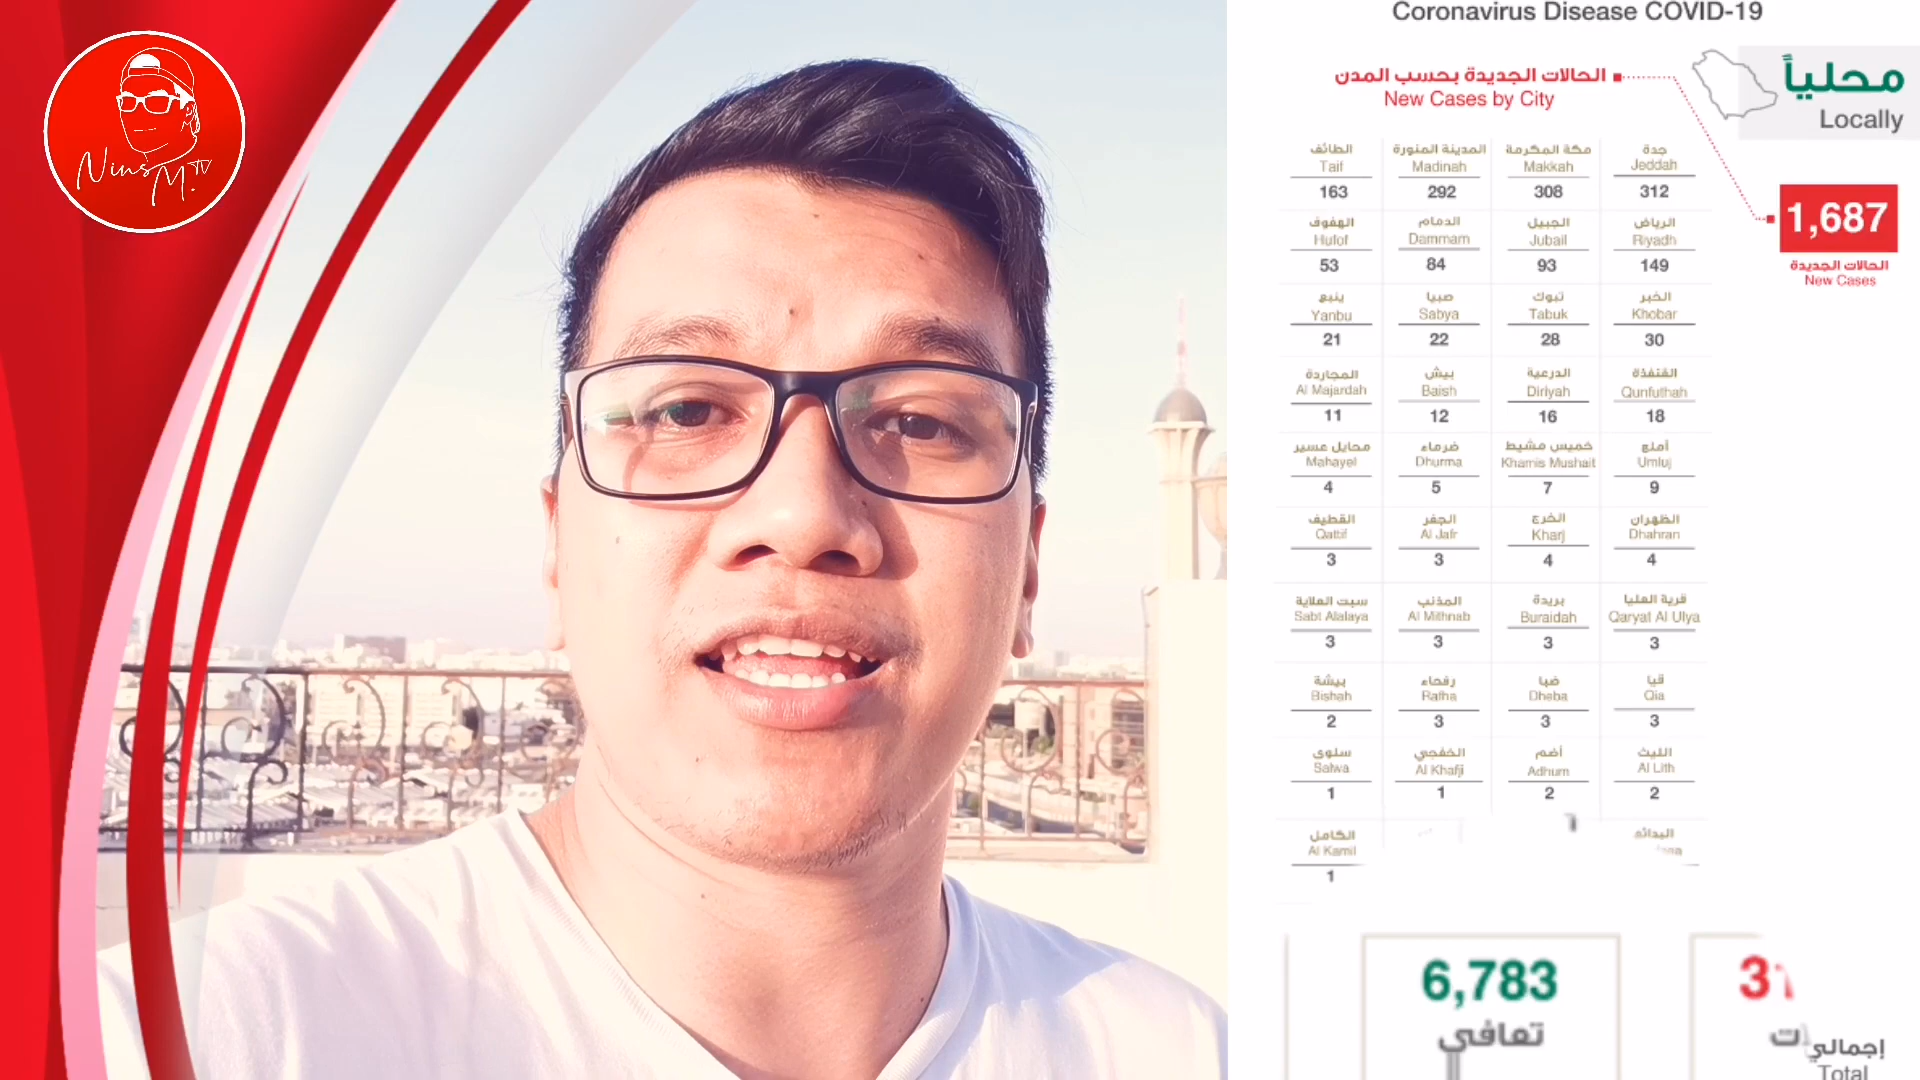 Nins
M.TV
Coronavirus Disease COVID-19
محلياً
Locally
الحالات الجديدة بحسب المدن
New Cases by City
1,687
الحالات الجديدة
New Cases
الطائف المدينة المنورة مكة المكرمة جدة
Taif Madinah Makkah Jeddah
163 292 308 312
الهفوف الدمام الجبيل الرياض
Hufof Dammam Jubail Riyadh
53 84 93 149
ينبع صبيا تبوك الخبر
Yanbu Sabya Tabuk Khobar
21 22 28 30
المجاردة بيش الدرعية القنفذة
Al Majardah Baish Diriyah Qunfuthah
11 12 16 18
محايل عسير ضرماء خميس مشيط أملج
Mahayel Dhurma Khamis Mushait Umluj
4 5 7 9
القطيف الجفر الخرج الظهران
Qattif Al Jafr Kharj Dhahran
3 3 4 4
سبت العلاية المذنب بريدة قرية العليا
Sabt Alalaya Al Mithnab Buraidah Qaryat Al Ulya
3 3 3 3
بيشة رفحاء ضبا قيا
Bishah Rafha Dheba Qia
2 3 3 3
سلوى الخفجي أضم الليث
Salwa Al Khafji Adhum Al Lith
1 1 2 2
الكامل البدائع
Al Kamil
1
6,783
تعافي
إجمالي
Total